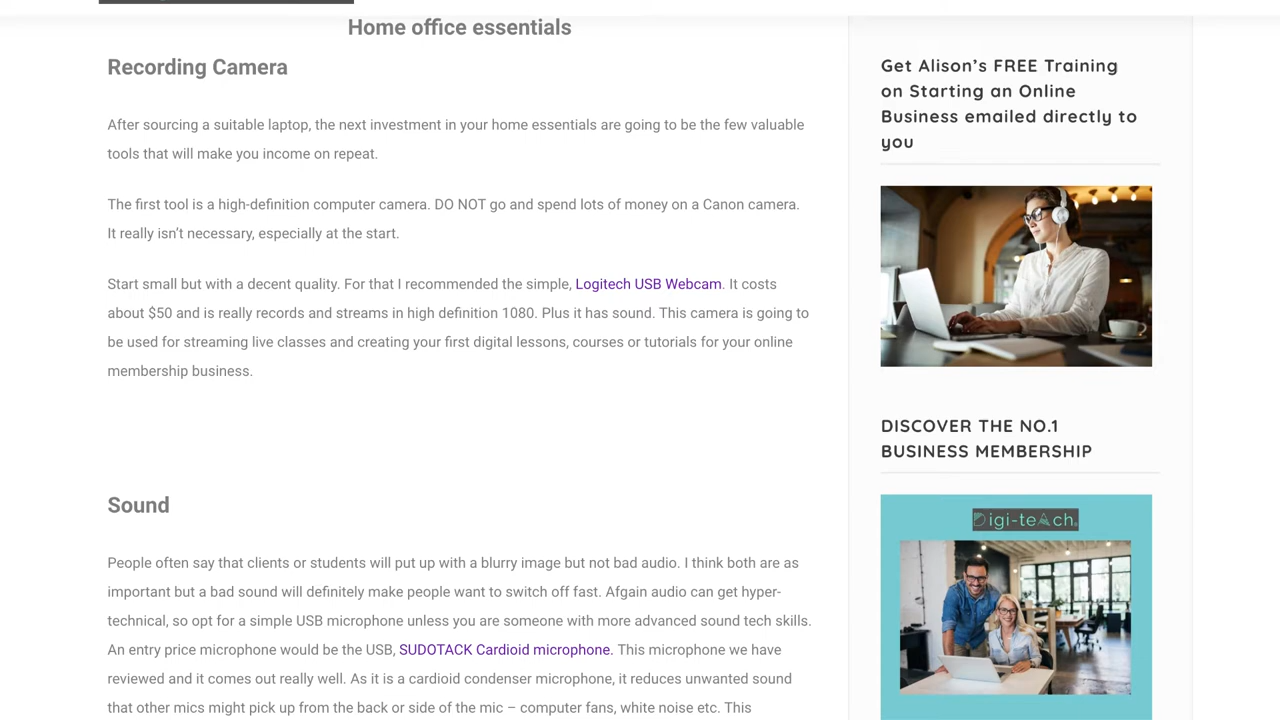 Home office essentials
Recording Camera
After sourcing a suitable laptop, the next investment in your home essentials are going to be the few valuable
tools that will make you income on repeat.
The first tool is a high-definition computer camera. DO NOT go and spend lots of money on a Canon camera.
It really isn’t necessary, especially at the start.
Start small but with a decent quality. For that I recommended the simple, Logitech USB Webcam. It costs
about $50 and is really records and streams in high definition 1080. Plus it has sound. This camera is going to
be used for streaming live classes and creating your first digital lessons, courses or tutorials for your online
membership business.
Sound
People often say that clients or students will put up with a blurry image but not bad audio. I think both are as
important but a bad sound will definitely make people want to switch off fast. Afgain audio can get hyper-
technical, so opt for a simple USB microphone unless you are someone with more advanced sound tech skills.
An entry price microphone would be the USB, SUDOTACK Cardioid microphone. This microphone we have
reviewed and it comes out really well. As it is a cardioid condenser microphone, it reduces unwanted sound
that other mics might pick up from the back or side of the mic – computer fans, white noise etc. This
Get Alison’s FREE Training
on Starting an Online
Business emailed directly to
you
DISCOVER THE NO.1
BUSINESS MEMBERSHIP
Digi-teAch